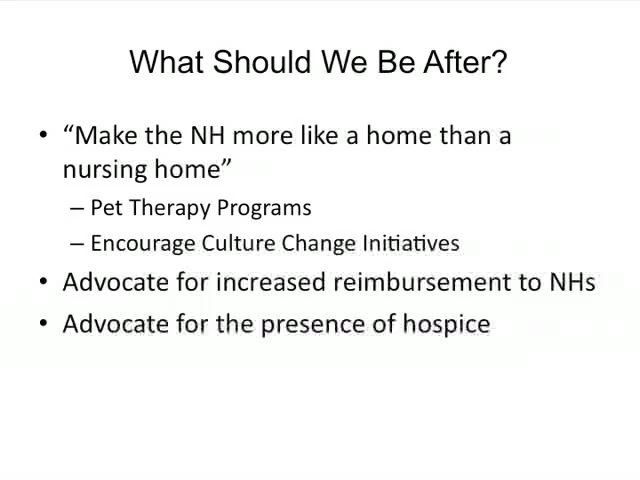 What Should We Be After?
• “Make the NH more like a home than a
nursing home”
– Pet Therapy Programs
– Encourage Culture Change Initiatives
• Advocate for increased reimbursement to NHs
• Advocate for the presence of hospice